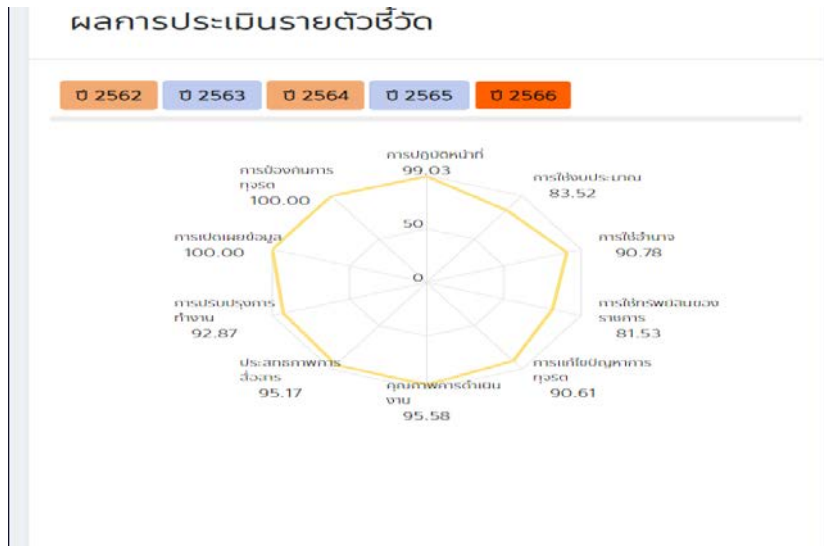 ผลการประเมินรายตัวชี้วัด
ปี 2562 ปี 2563 ปี 2564 ปี 2565 ปี 2566
การปฏิบัติหน้าที่
99.03
การใช้งบประมาณ
83.52
การใช้อำนาจ
90.78
การใช้ทรัพย์สินของ
ราชการ
81.53
การแก้ไขปัญหาการ
ทุจริต
90.61
คุณภาพการดำเนิน
งาน
95.58
ประสิทธิภาพการ
สื่อสาร
95.17
การปรับปรุงการ
ทำงาน
92.87
การเปิดเผยข้อมูล
100.00
การป้องกันการ
ทุจริต
100.00
50
0